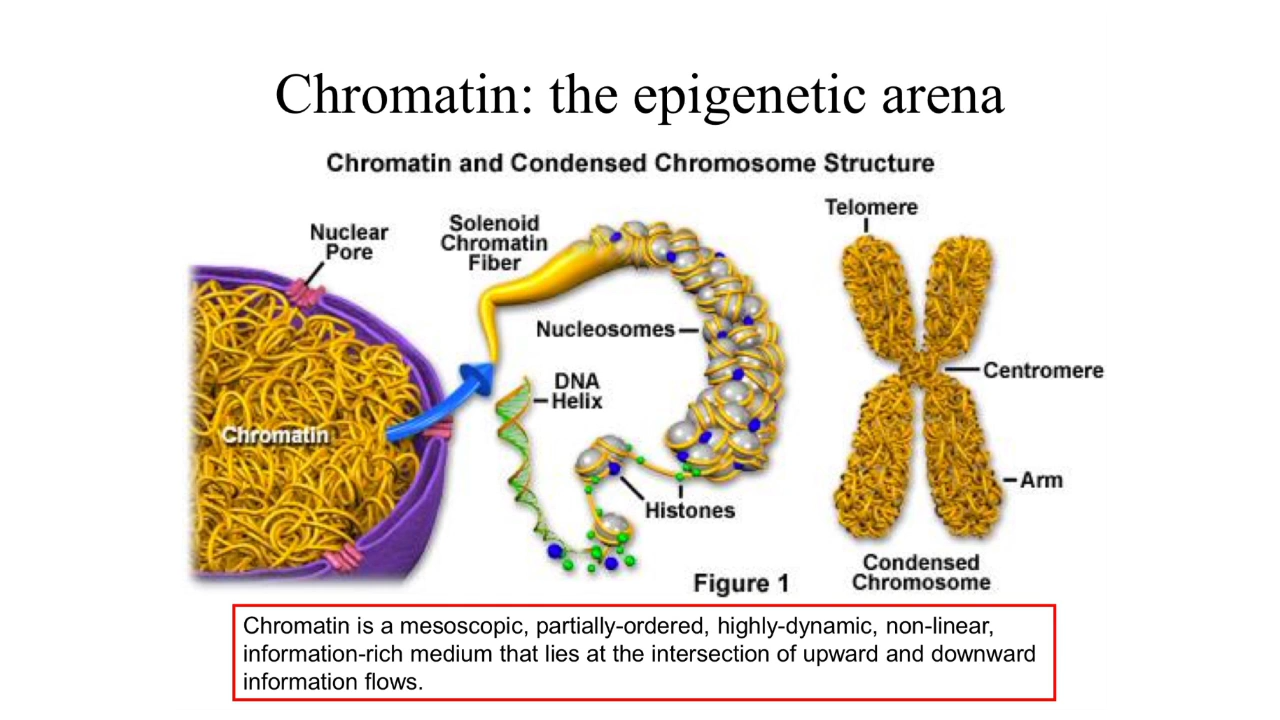 Chromatin: the epigenetic arena
Chromatin and Condensed Chromosome Structure
Nuclear
Pore
Solenoid
Chromatin
Fiber
Telomere
Nucleosomes
DNA
Helix
Centromere
Chromatin
Arm
Histones
Condensed
Chromosome
Figure 1
Chromatin is a mesoscopic, partially-ordered, highly-dynamic, non-linear,
information-rich medium that lies at the intersection of upward and downward
information flows.